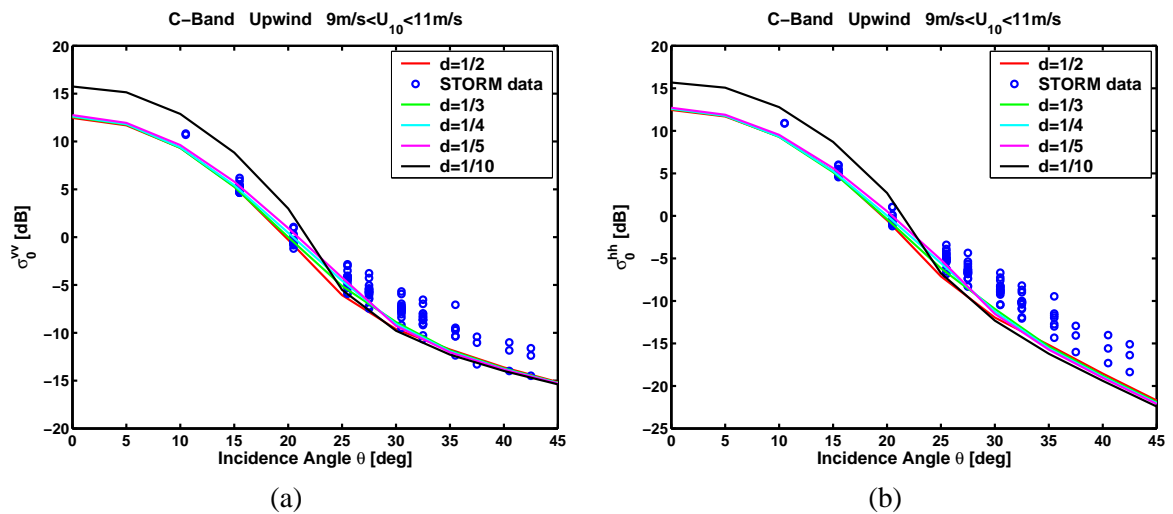 C−Band Upwind 9m/s<U10<11m/s
20
15
10
5
0
−5
−10
−15
−20
σ0vv [dB]
d=1/2
STORM data
d=1/3
d=1/4
d=1/5
d=1/10
0 5 10 15 20 25 30 35 40 45
Incidence Angle θ [deg]
(a)
C−Band Upwind 9m/s<U10<11m/s
20
15
10
5
0
−5
−10
−15
−20
−25
σ0hh [dB]
d=1/2
STORM data
d=1/3
d=1/4
d=1/5
d=1/10
0 5 10 15 20 25 30 35 40 45
Incidence Angle θ [deg]
(b)